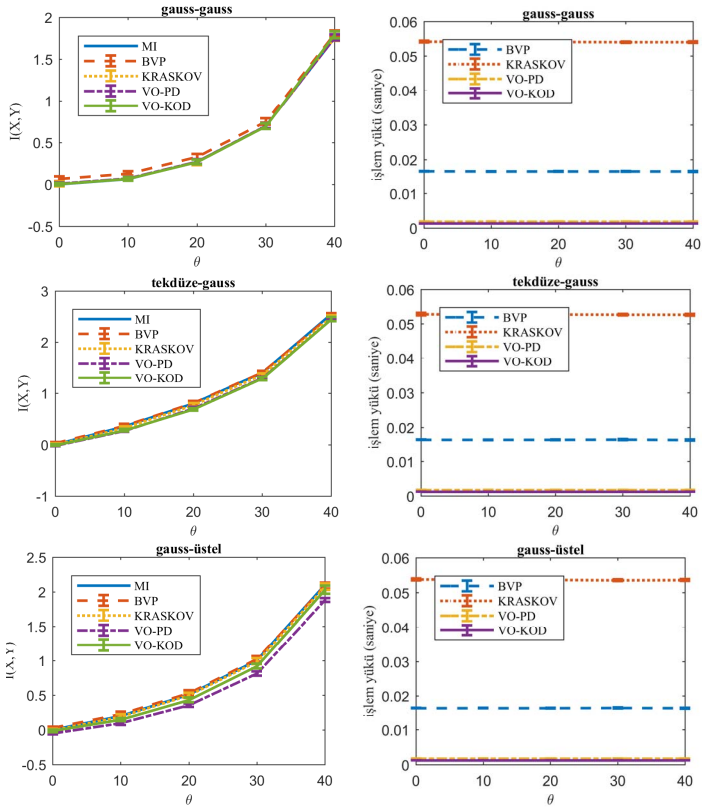 gauss-gauss
2
1.5
1
0.5
0
-0.5
I(X,Y)
MI
BVP
KRASKOV
VO-PD
VO-KOD
0 10 20 30 40
θ
gauss-gauss
0.06
0.05
0.04
0.03
0.02
0.01
0
işlem yükü (saniye)
BVP
KRASKOV
VO-PD
VO-KOD
0 10 20 30 40
θ
tekdüze-gauss
3
2
1
0
-1
I(X,Y)
MI
BVP
KRASKOV
VO-PD
VO-KOD
0 10 20 30 40
θ
tekdüze-gauss
0.06
0.05
0.04
0.03
0.02
0.01
0
işlem yükü (saniye)
BVP
KRASKOV
VO-PD
VO-KOD
0 10 20 30 40
θ
gauss-üstel
2.5
2
1.5
1
0.5
0
-0.5
I(X,Y)
MI
BVP
KRASKOV
VO-PD
VO-KOD
0 10 20 30 40
θ
gauss-üstel
0.06
0.05
0.04
0.03
0.02
0.01
0
işlem yükü (saniye)
BVP
KRASKOV
VO-PD
VO-KOD
0 10 20 30 40
θ